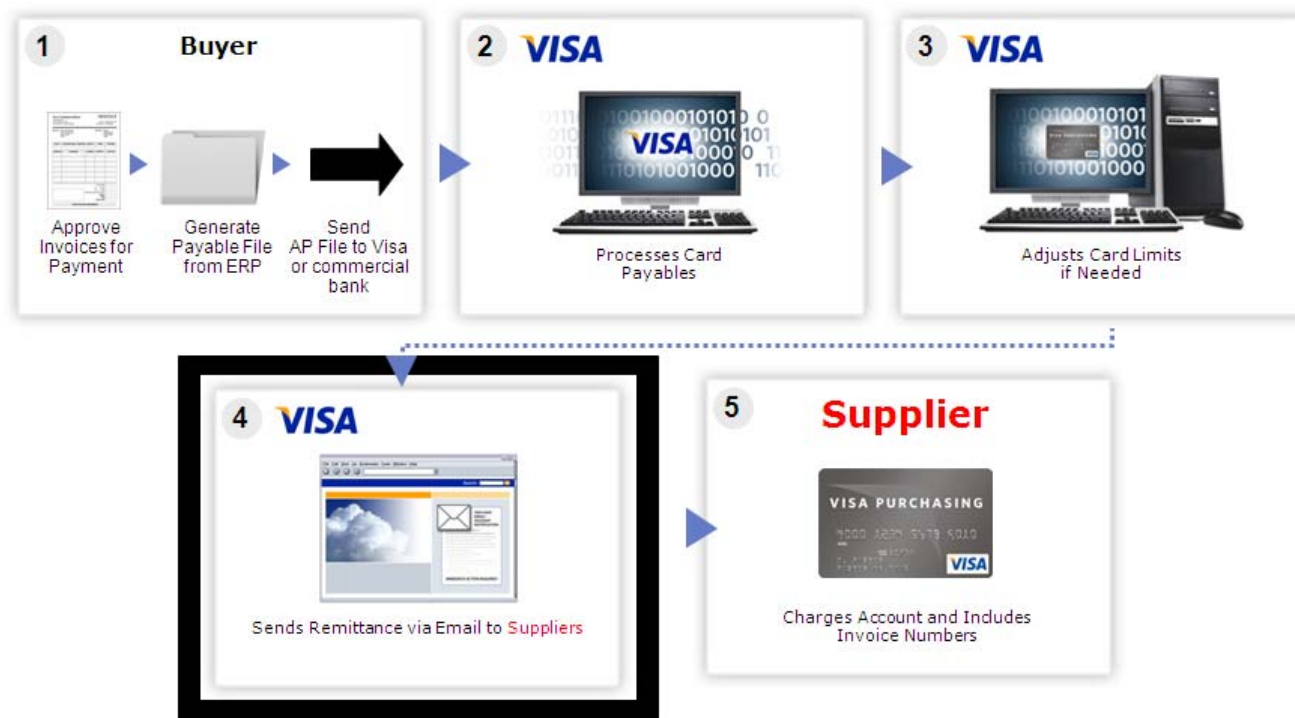 1
Buyer
Approve
Invoices for
Payment
Generate
Payable File
from ERP
Send
AP File to Visa
or commercial
bank
2
VISA
VISA
Processes Card
Payables
3
VISA
VISA PURCHASING
Adjusts Card Limits
if Needed
4
VISA
Sends Remittance via Email to Suppliers
5
Supplier
VISA PURCHASING
VISA
Charges Account and Includes
Invoice Numbers